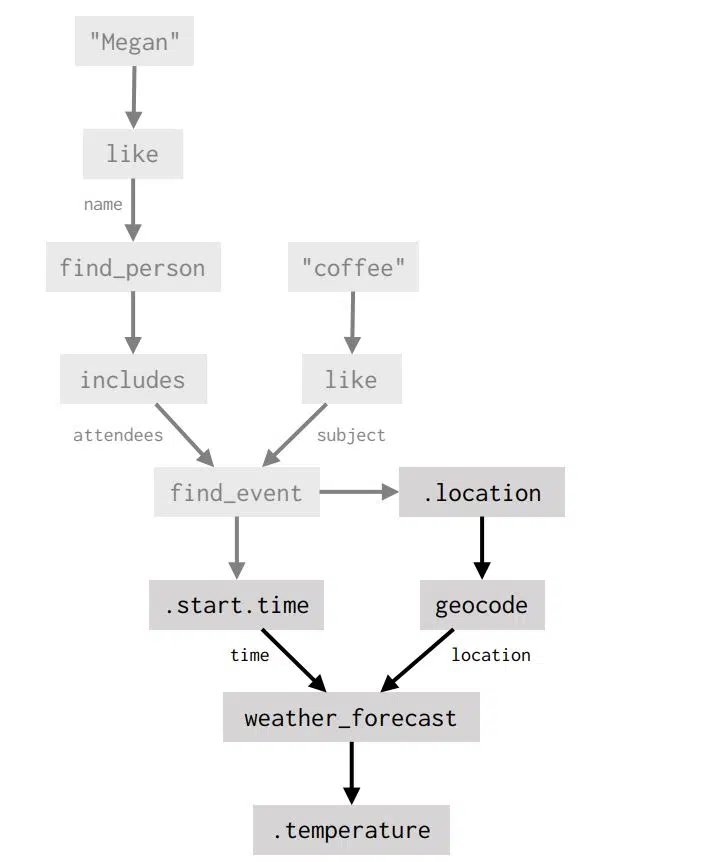 "Megan"
like
name
find_person
"coffee"
includes
like
attendees
subject
find_event
.location
.start.time
geocode
time
location
weather_forecast
.temperature